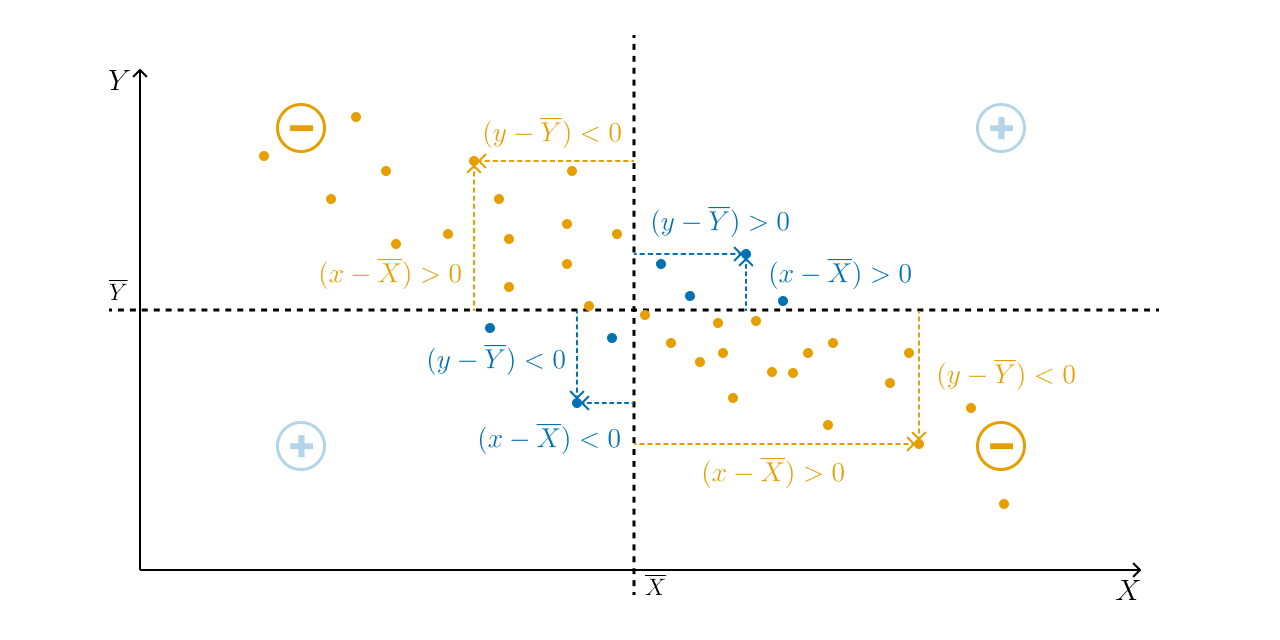 Y
(y − Y̅) < 0
(y − Y̅) > 0
(x − X̅) > 0
(x − X̅) > 0
Y̅
(y − Y̅) < 0
(y − Y̅) < 0
(x − X̅) < 0
(x − X̅) > 0
X̅
X